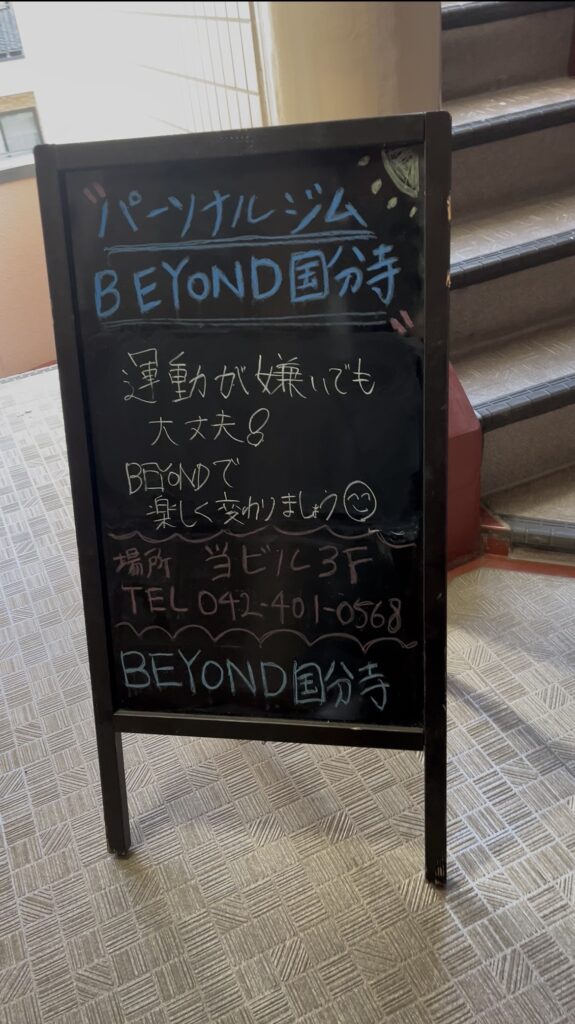 "パーソナルジム
BEYOND国分寺"
運動が嫌いでも
大丈夫!
BEYONDで
楽しく変わりましょう
場所 当ビル3F
TEL 042-401-0568
BEYOND国分寺